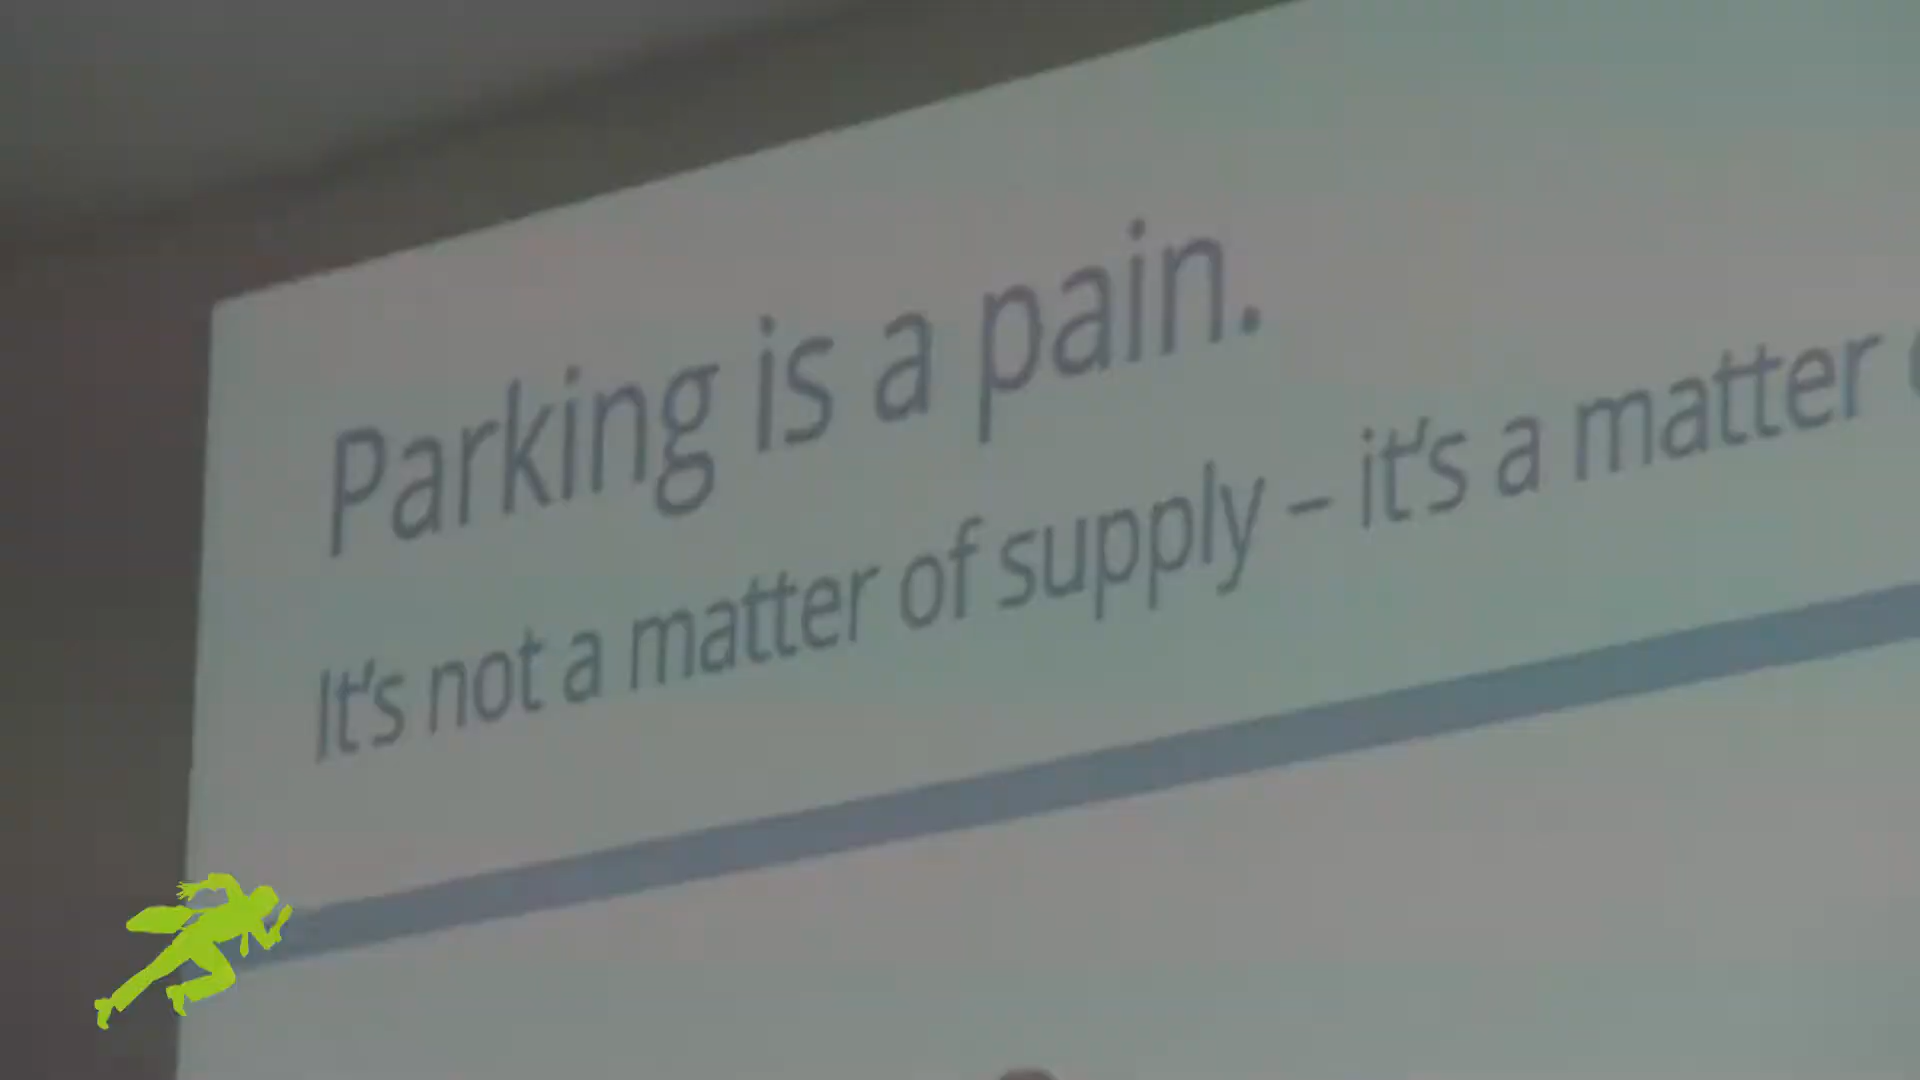 Parking is a pain.
It's not a matter of supply – it's a matter